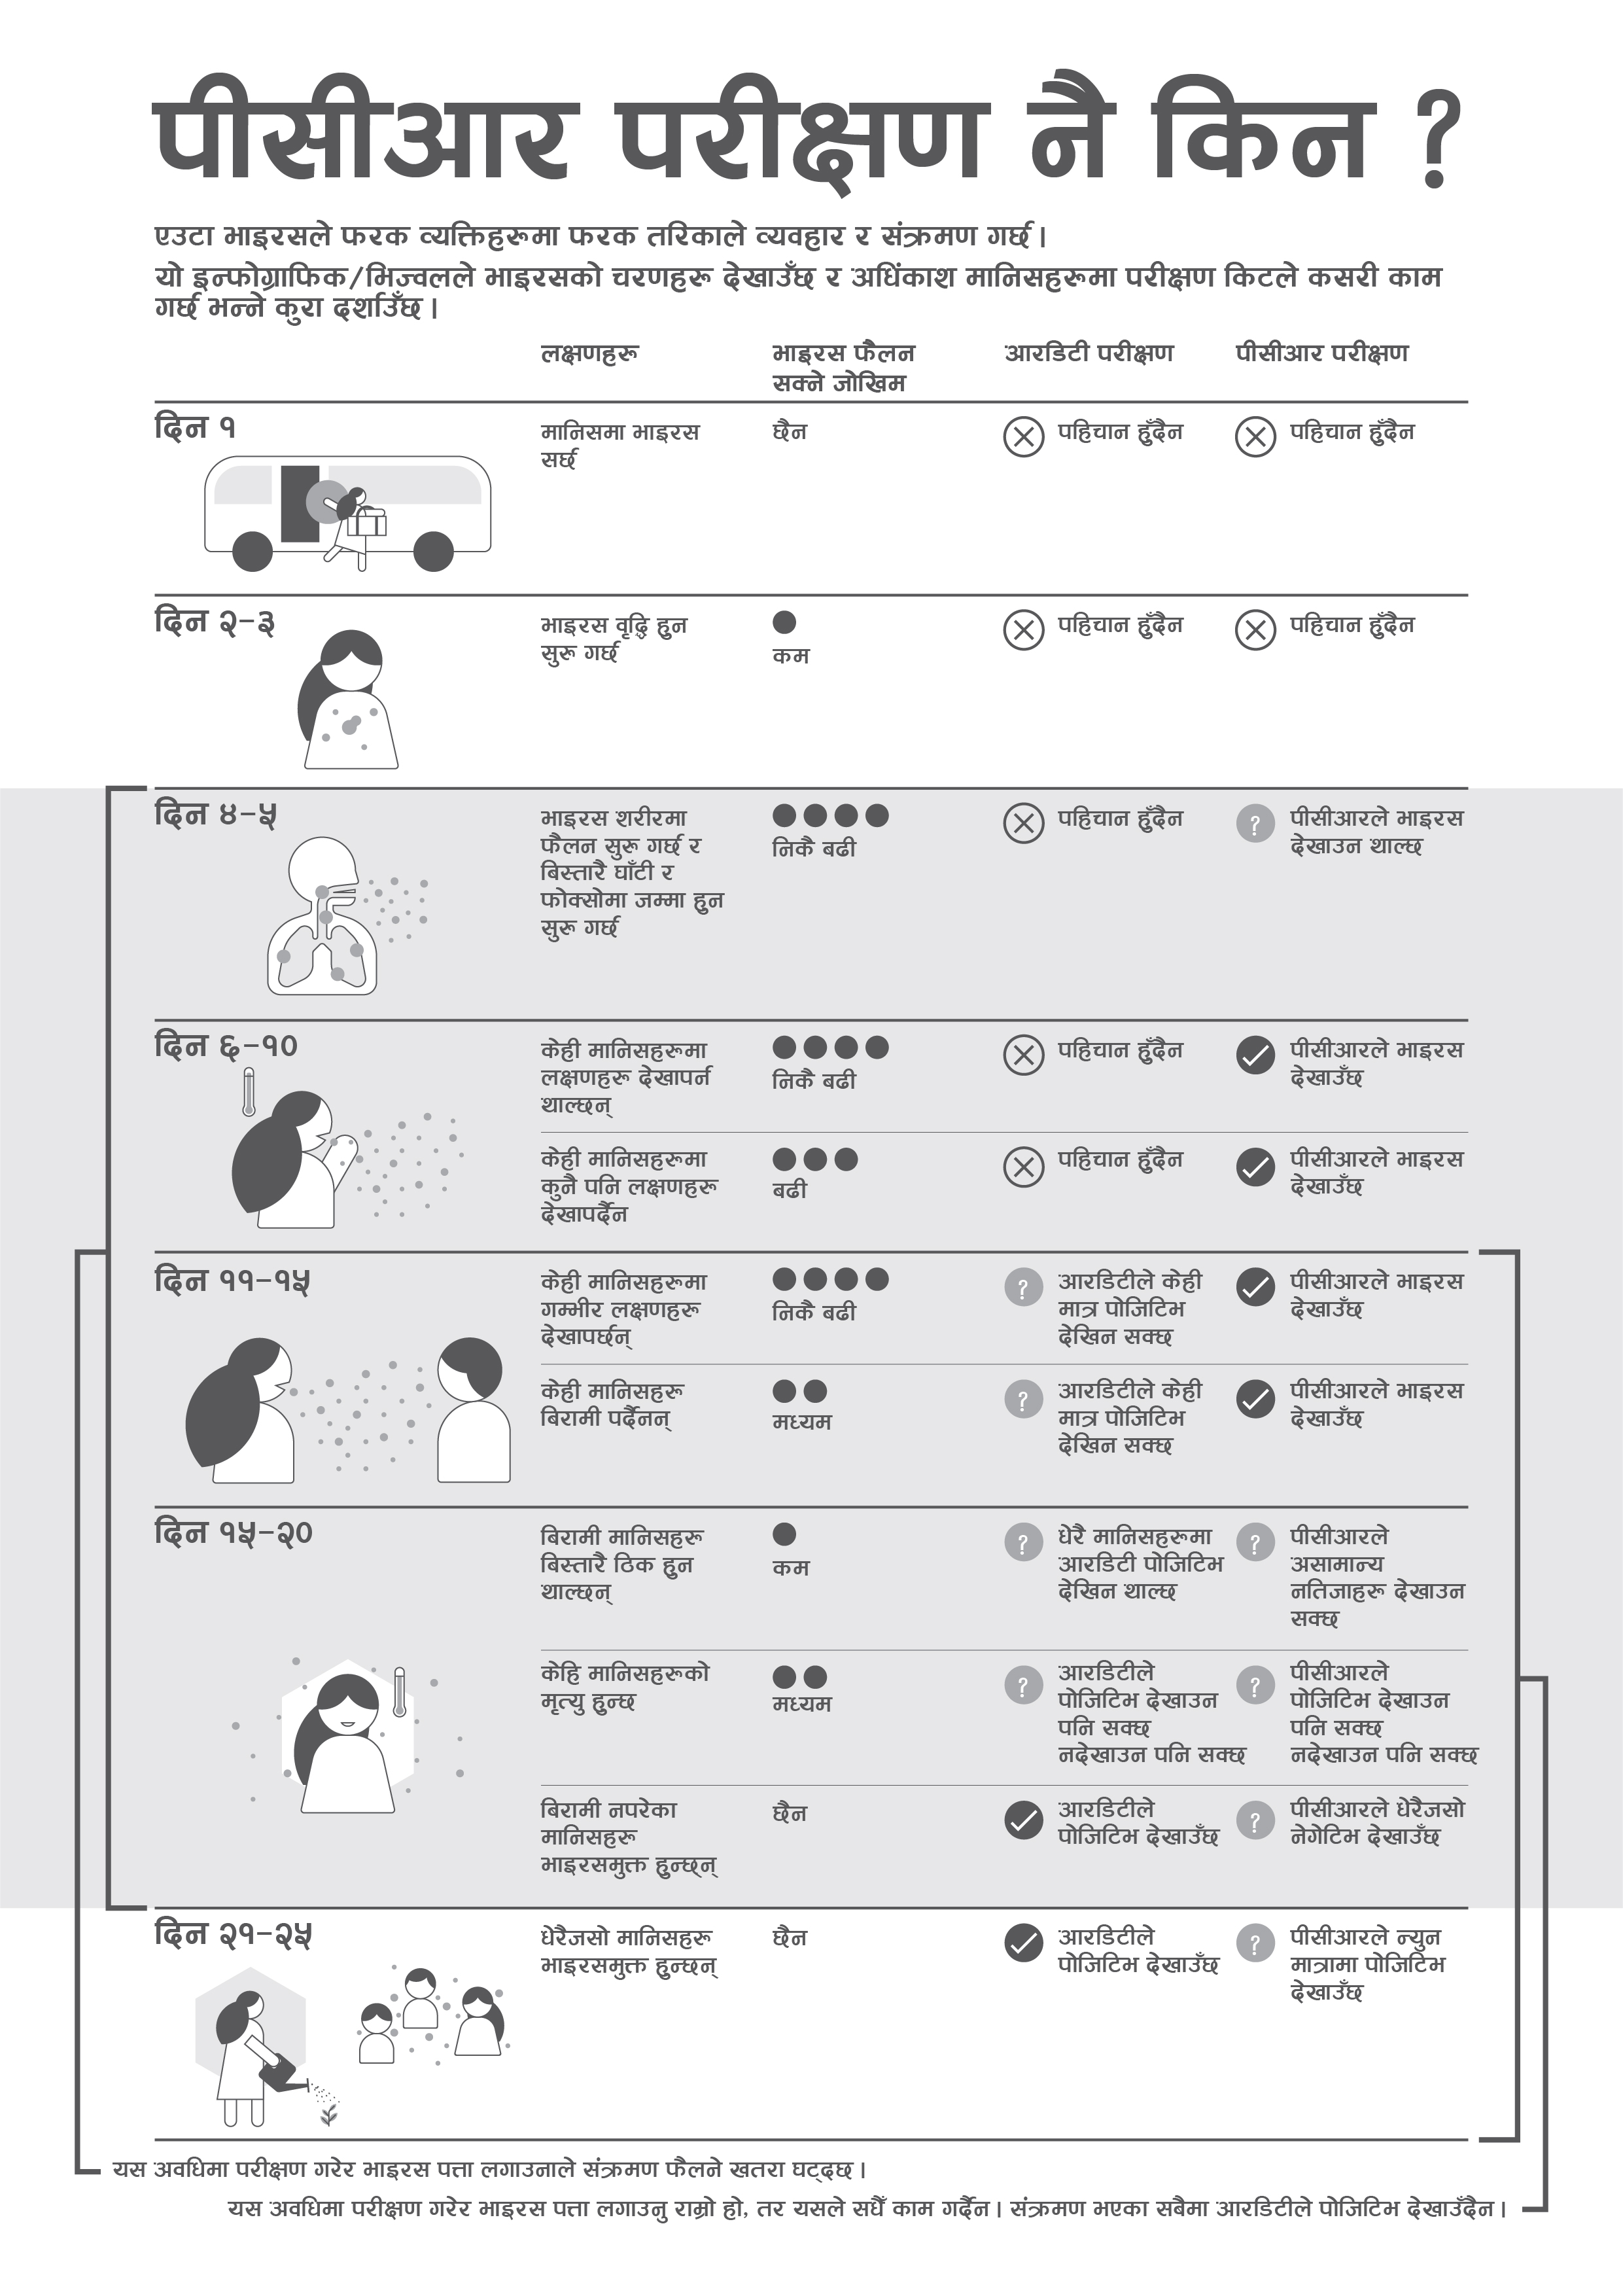 पीसीआर परीक्षण नै किन ?
एउटा भाइरसले फरक व्यक्तिहरूमा फरक तरिकाले व्यवहार र संक्रमण गर्छ ।
यो इन्फोग्राफिक/भिज्वलले भाइरसको चरणहरू देखाउँछ र अधिंकाश मानिसहरूमा परीक्षण किटले कसरी काम
गर्छ भन्ने कुरा दर्शाउँछ ।
लक्षणहरू
भाइरस फैलन
सक्ने जोखिम
आरडिटी परीक्षण
पीसीआर परीक्षण
दिन १
मानिसमा भाइरस
सर्छ
छैन
पहिचान हुँदैन
पहिचान हुँदैन
दिन २-३
भाइरस वृद्धि हुन
सुरू गर्छ
कम
पहिचान हुँदैन
पहिचान हुँदैन
दिन ४-५
भाइरस शरीरमा
फैलन सुरू गर्छ र
बिस्तारै घाँटी र
फोक्सोमा जम्मा हुन
सुरू गर्छ
निकै बढी
पहिचान हुँदैन
?
पीसीआरले भाइरस
देखाउन थाल्छ
दिन ६-१०
केही मानिसहरूमा
लक्षणहरू देखापर्न
थाल्छन्
निकै बढी
पहिचान हुँदैन
पीसीआरले भाइरस
देखाउँछ
केही मानिसहरूमा
कुनै पनि लक्षणहरू
देखापर्दैन
बढी
पहिचान हुँदैन
पीसीआरले भाइरस
देखाउँछ
दिन ११-१५
केही मानिसहरूमा
गम्भीर लक्षणहरू
देखापर्छन्
निकै बढी
?
आरडिटीले केही
मात्र पोजिटिभ
देखिन सक्छ
पीसीआरले भाइरस
देखाउँछ
केही मानिसहरू
बिरामी पर्दैनन्
मध्यम
?
आरडिटीले केही
मात्र पोजिटिभ
देखिन सक्छ
पीसीआरले भाइरस
देखाउँछ
दिन १५-२०
बिरामी मानिसहरू
बिस्तारै ठिक हुन
थाल्छन्
कम
?
धेरै मानिसहरूमा
आरडिटी पोजिटिभ
देखिन थाल्छ
?
पीसीआरले
असामान्य
नतिजाहरू देखाउन
सक्छ
केहि मानिसहरूको
मृत्यु हुन्छ
मध्यम
?
आरडिटीले
पोजिटिभ देखाउन
पनि सक्छ
नदेखाउन पनि सक्छ
?
पीसीआरले
पोजिटिभ देखाउन
पनि सक्छ
नदेखाउन पनि सक्छ
बिरामी नपरेका
मानिसहरू
भाइरसमुक्त हुन्छ्न्
छैन
आरडिटीले
पोजिटिभ देखाउँछ
?
पीसीआरले धेरैजसो
नेगेटिभ देखाउँछ
दिन २१-२५
धेरैजसो मानिसहरू
भाइरसमुक्त हुन्छन्
छैन
आरडिटीले
पोजिटिभ देखाउँछ
?
पीसीआरले न्युन
मात्रामा पोजिटिभ
देखाउँछ
यस अवधिमा परीक्षण गरेर भाइरस पत्ता लगाउनाले संक्रमण फैलने खतरा घट्दछ ।
यस अवधिमा परीक्षण गरेर भाइरस पत्ता लगाउनु राम्रो हो, तर यसले सधैँ काम गर्दैन । संक्रमण भएका सबैमा आरडिटीले पोजिटिभ देखाउँदैन ।